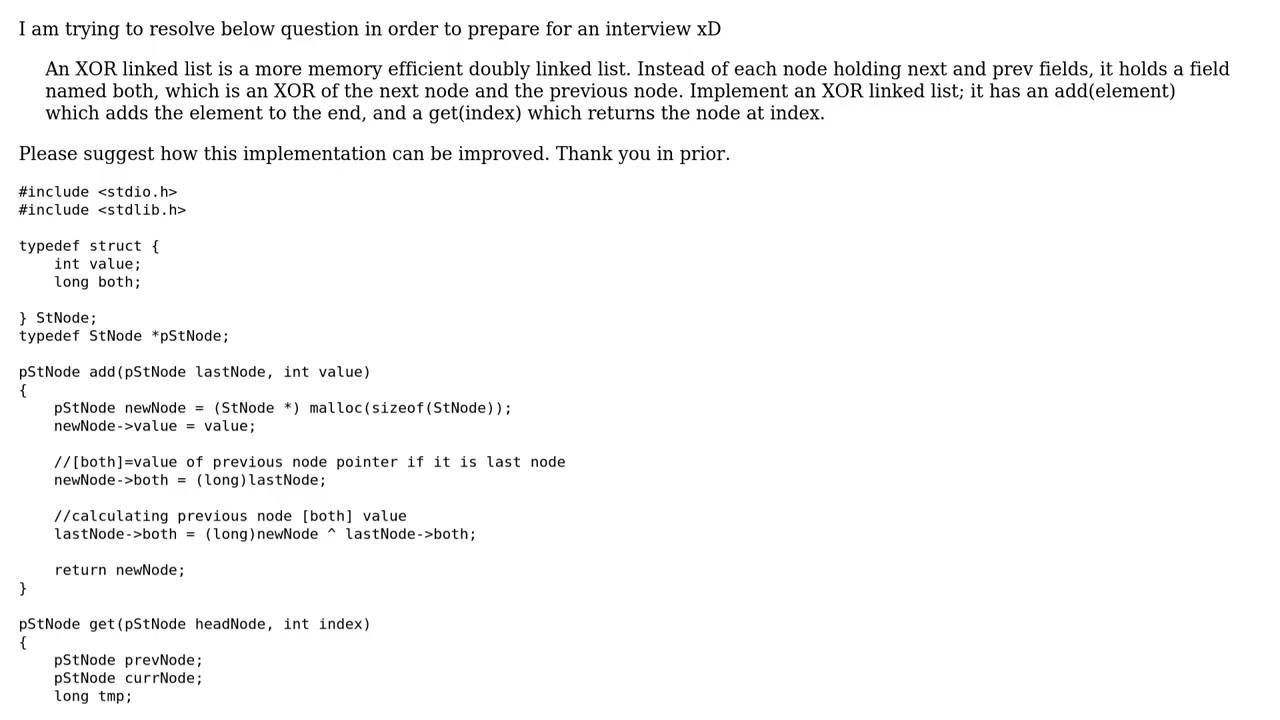 I am trying to resolve below question in order to prepare for an interview xD
An XOR linked list is a more memory efficient doubly linked list. Instead of each node holding next and prev fields, it holds a field
named both, which is an XOR of the next node and the previous node. Implement an XOR linked list; it has an add(element)
which adds the element to the end, and a get(index) which returns the node at index.
Please suggest how this implementation can be improved. Thank you in prior.
#include <stdio.h>
#include <stdlib.h>
typedef struct {
    int value;
    long both;
} StNode;
typedef StNode *pStNode;
pStNode add(pStNode lastNode, int value)
{
    pStNode newNode = (StNode *) malloc(sizeof(StNode));
    newNode->value = value;
    //[both]=value of previous node pointer if it is last node
    newNode->both = (long)lastNode;
    //calculating previous node [both] value
    lastNode->both = (long)newNode ^ lastNode->both;
    return newNode;
}
pStNode get(pStNode headNode, int index)
{
    pStNode prevNode;
    pStNode currNode;
    long tmp;